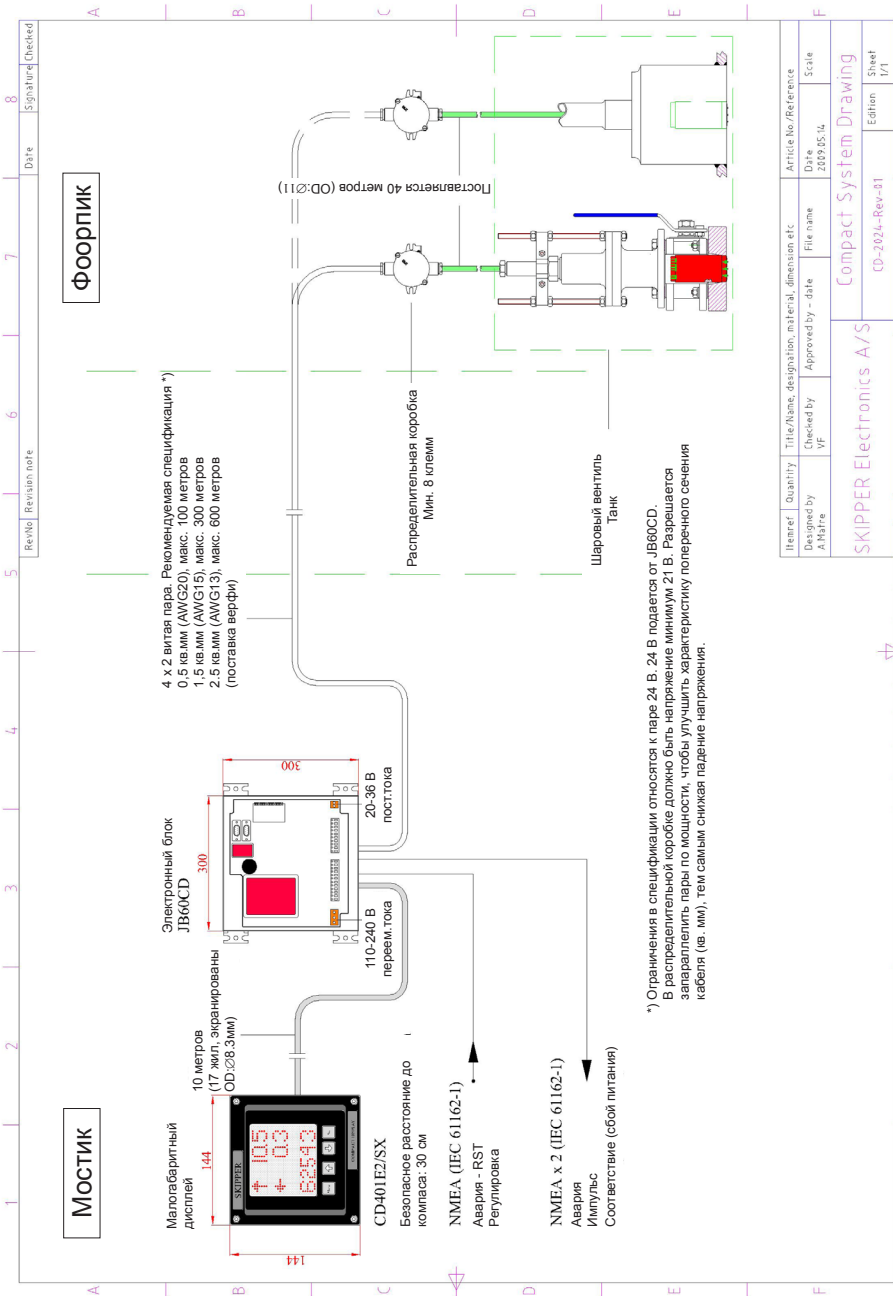 1 2 3 4 5 6 7 8
A B C D E F
RevNo Revision note Date Signature Checked
Мостик
Фоорпик
Малогабаритный
дисплей
144
144
SKIPPER
105
03
62543
COMPACT DISPLAY
CD401E2/SX
Безопасное расстояние до
компаса: 30 см
10 метров
(17 жил, экранированы
OD:∅8.3мм)
Электронный блок
JB60CD
300
300
110-240 В
переем.тока
20-36 В
пост.тока
NMEA (IEC 61162-1)
Авария - RST
Регулировка
NMEA x 2 (IEC 61162-1)
Авария
Импульс
Соответствие (сбой питания)
4 x 2 витая пара. Рекомендуемая спецификация *)
0,5 кв.мм (AWG20), макс. 100 метров
1,5 кв.мм (AWG15), макс. 300 метров
2.5 кв.мм (AWG13), макс. 600 метров
(поставка верфи)
Распределительная коробка
Мин. 8 клемм
Поставляется 40 метров (OD:∅11)
Шаровый вентиль
Танк
*) Ограничения в спецификации относятся к паре 24 В. 24 В подается от JB60CD.
В распределительной коробке должно быть напряжение минимум 21 В. Разрешается
запараллелить пары по мощности, чтобы улучшить характеристику поперечного сечения
кабеля (кв. мм), тем самым снижая падение напряжения.
Itemref Quantity Title/Name, designation, material, dimension etc Article No./Reference
Designed by Checked by Approved by - date File name Date Scale
A.Matre VF 2009.05.14
SKIPPER Electronics A/S
Compact System Drawing
CD-2024-Rev-01
Edition
Sheet
1/1
A B C D E F